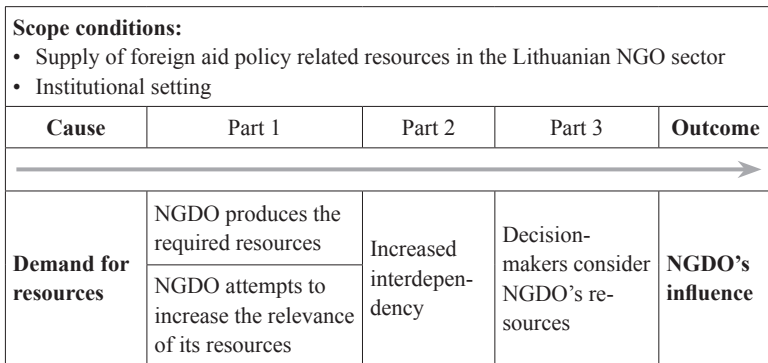 Scope conditions:
• Supply of foreign aid policy related resources in the Lithuanian NGO sector
• Institutional setting
Cause
Part 1
Part 2
Part 3
Outcome
Demand for
resources
NGDO produces the
required resources
NGDO attempts to
increase the relevance
of its resources
Increased
interdepen-
dency
Decision-
makers consider
NGDO’s re-
sources
NGDO’s
influence